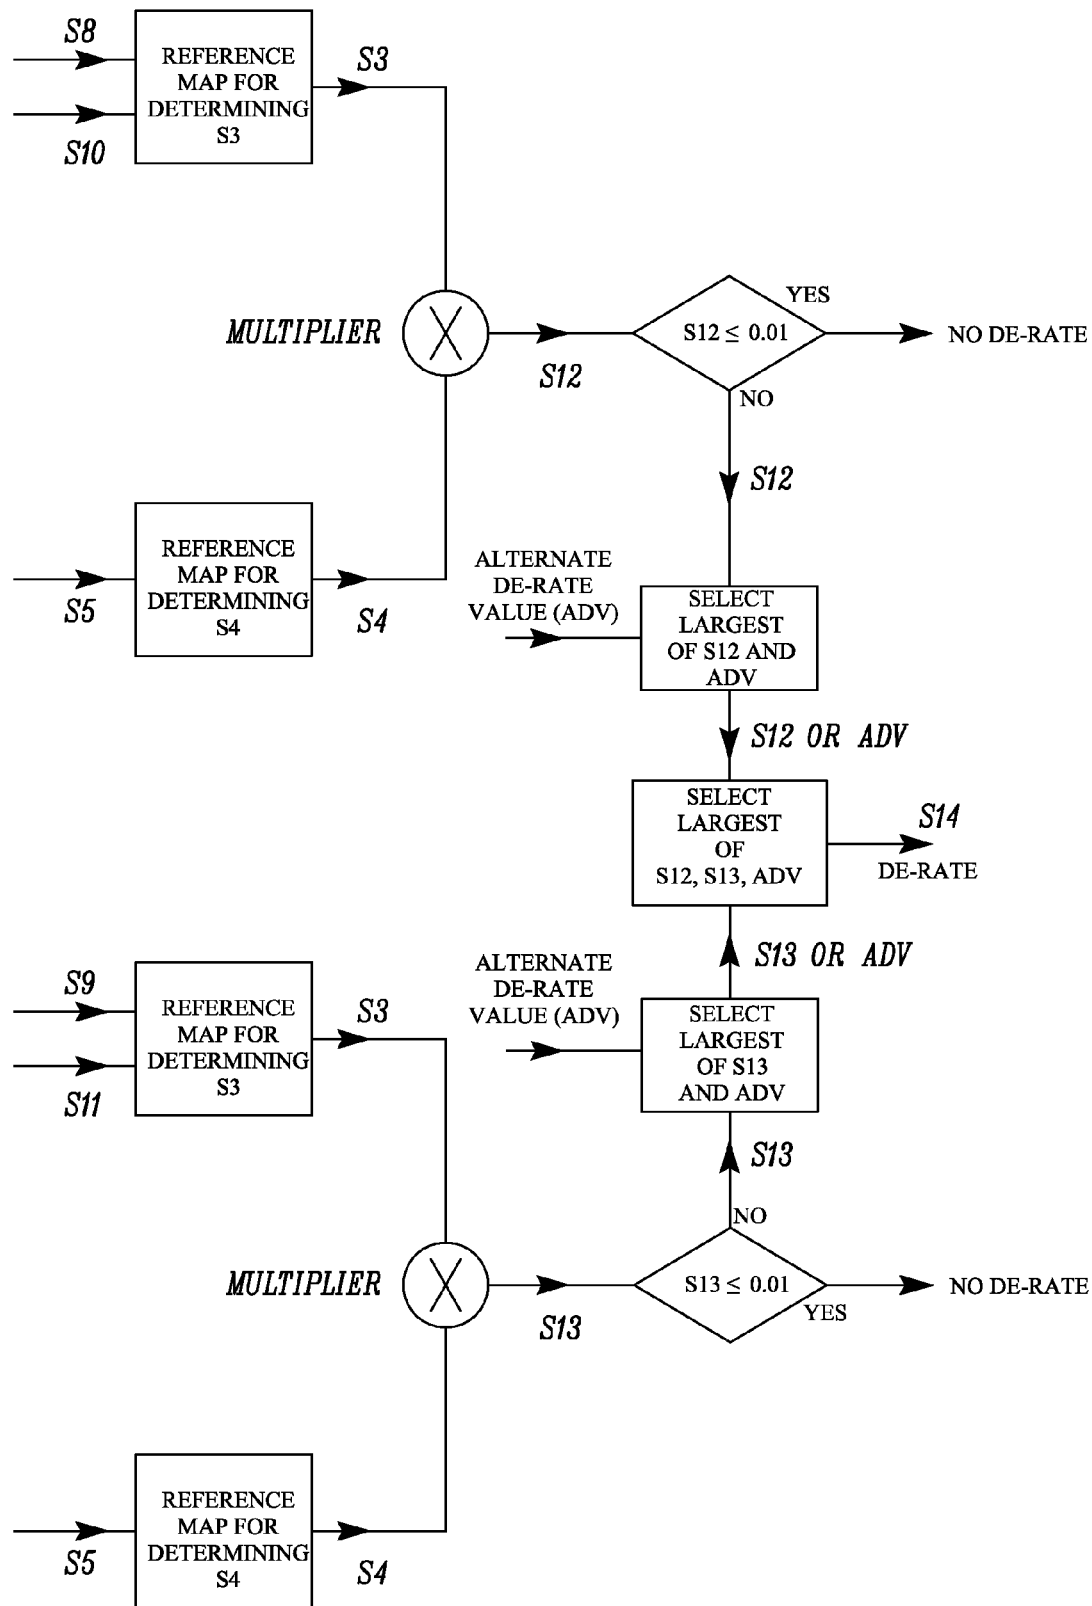 S8
REFERENCE
MAP FOR
DETERMINING
S3
S10
S3
MULTIPLIER
S12
S12 ≤ 0.01
YES
NO DE-RATE
NO
S12
S5
REFERENCE
MAP FOR
DETERMINING
S4
S4
ALTERNATE
DE-RATE
VALUE (ADV)
SELECT
LARGEST
OF S12 AND
ADV
S12 OR ADV
SELECT
LARGEST
OF
S12, S13, ADV
S14
DE-RATE
S13 OR ADV
ALTERNATE
DE-RATE
VALUE (ADV)
SELECT
LARGEST
OF S13
AND ADV
S13
S9
REFERENCE
MAP FOR
DETERMINING
S3
S11
S3
MULTIPLIER
S13
NO
S13 ≤ 0.01
YES
NO DE-RATE
S5
REFERENCE
MAP FOR
DETERMINING
S4
S4